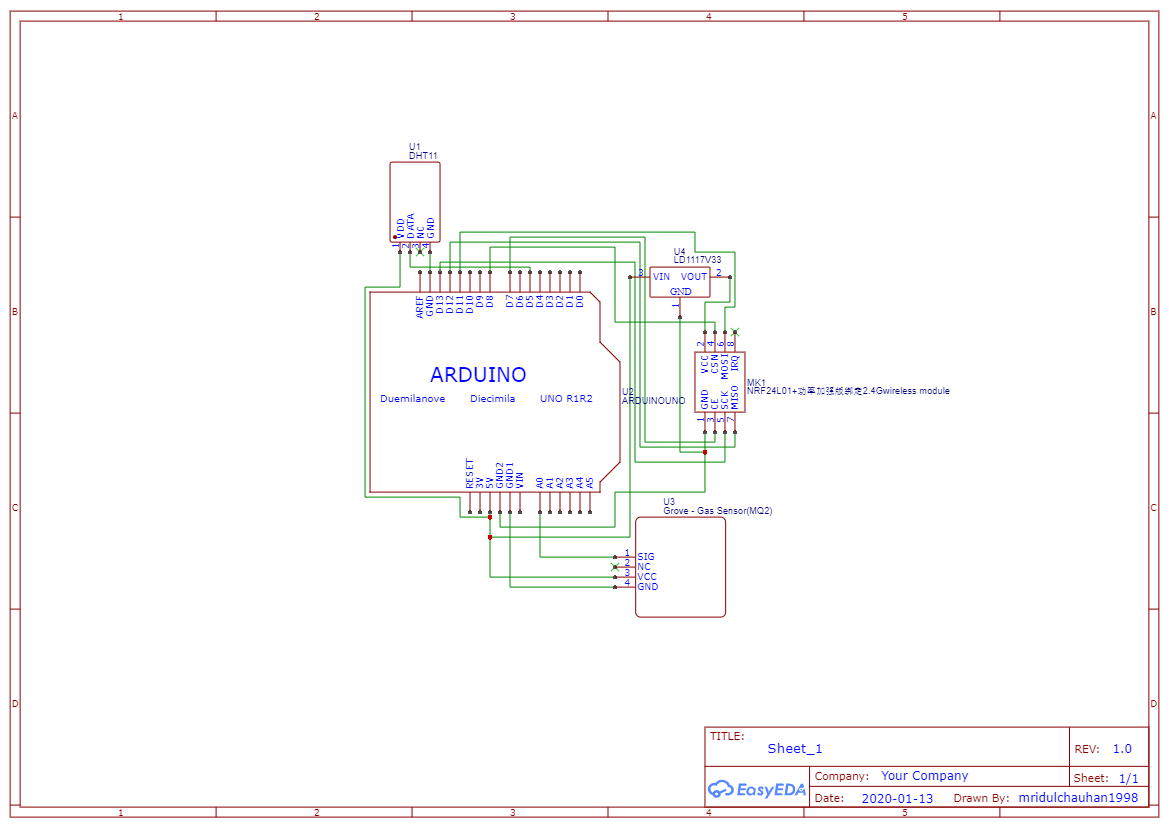 1 2 3 4 5
A A
B B
C C
D D
U1
DHT11
VDD
DATA
NC
GND
1
2
3
4
U4
LD1117V33
3 VIN VOUT 2
GND
1
AREF
GND
D13
D12
D11
D10
D9
D8
D7
D6
D5
D4
D3
D2
D1
D0
ARDUINO
Duemilanove Diecimila UNO R1R2
U2
ARDUINOUNO
RESET
3V
5V
GND2
GND1
VIN
A0
A1
A2
A3
A4
A5
2
4
6
8
VCC
CSN
MOSI
IRQ
GND
CE
SCK
MISO
1
3
5
7
MK1
NRF24L01+功率加强版绑定2.4Gwireless module
U3
Grove - Gas Sensor(MQ2)
1 SIG
2 NC
3 VCC
4 GND
TITLE:
Sheet_1
REV: 1.0
EasyEDA
Company: Your Company
Sheet: 1/1
Date: 2020-01-13 Drawn By: mridulchauhan1998
1 2 3 4 5